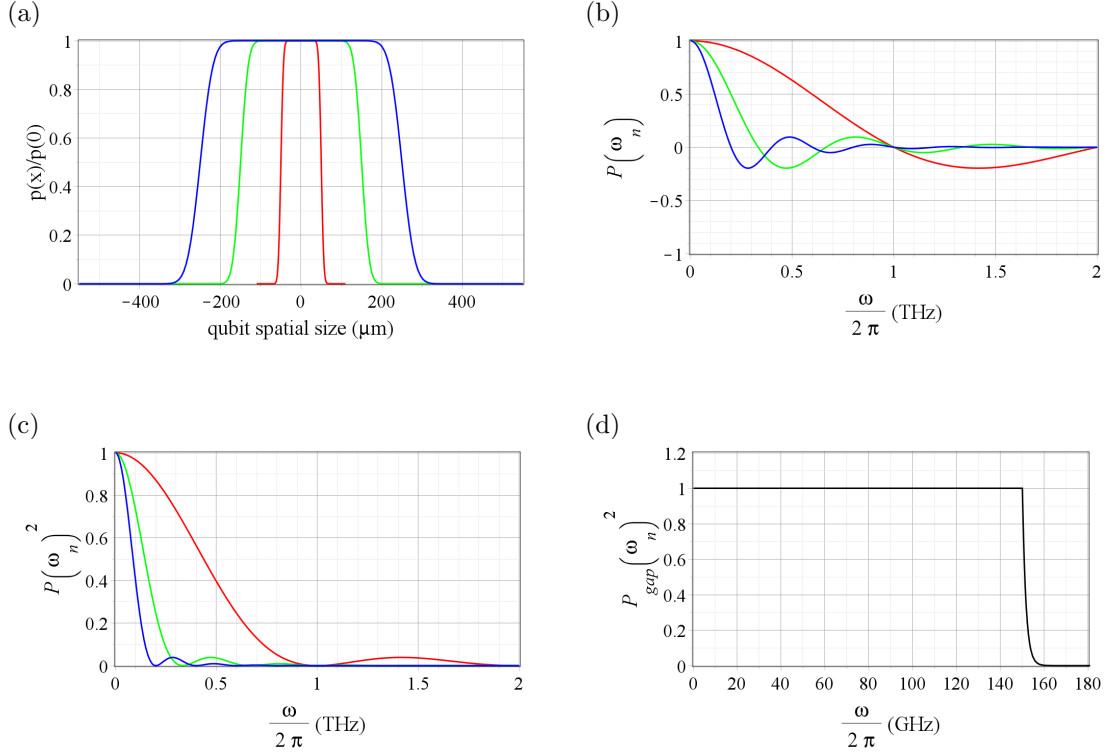 (a)
1
0.8
0.6
0.4
0.2
0
p(x)/p(0)
−400
−200
0
200
400
qubit spatial size (μm)
(b)
1
0.5
0
−0.5
−1
P(ω_n)
0
0.5
1
1.5
2
ω
2 π
(THz)
(c)
1
0.8
0.6
0.4
0.2
0
P(ω_n)^2
0
0.5
1
1.5
2
ω
2 π
(THz)
(d)
1.2
1
0.8
0.6
0.4
0.2
0
P_gap(ω_n)^2
0
20
40
60
80
100
120
140
160
180
ω
2 π
(GHz)